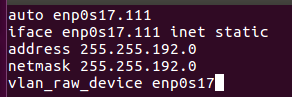 auto enp0s17.111
iface enp0s17.111 inet static
address 255.255.192.0
netmask 255.255.192.0
vlan_raw_device enp0s17